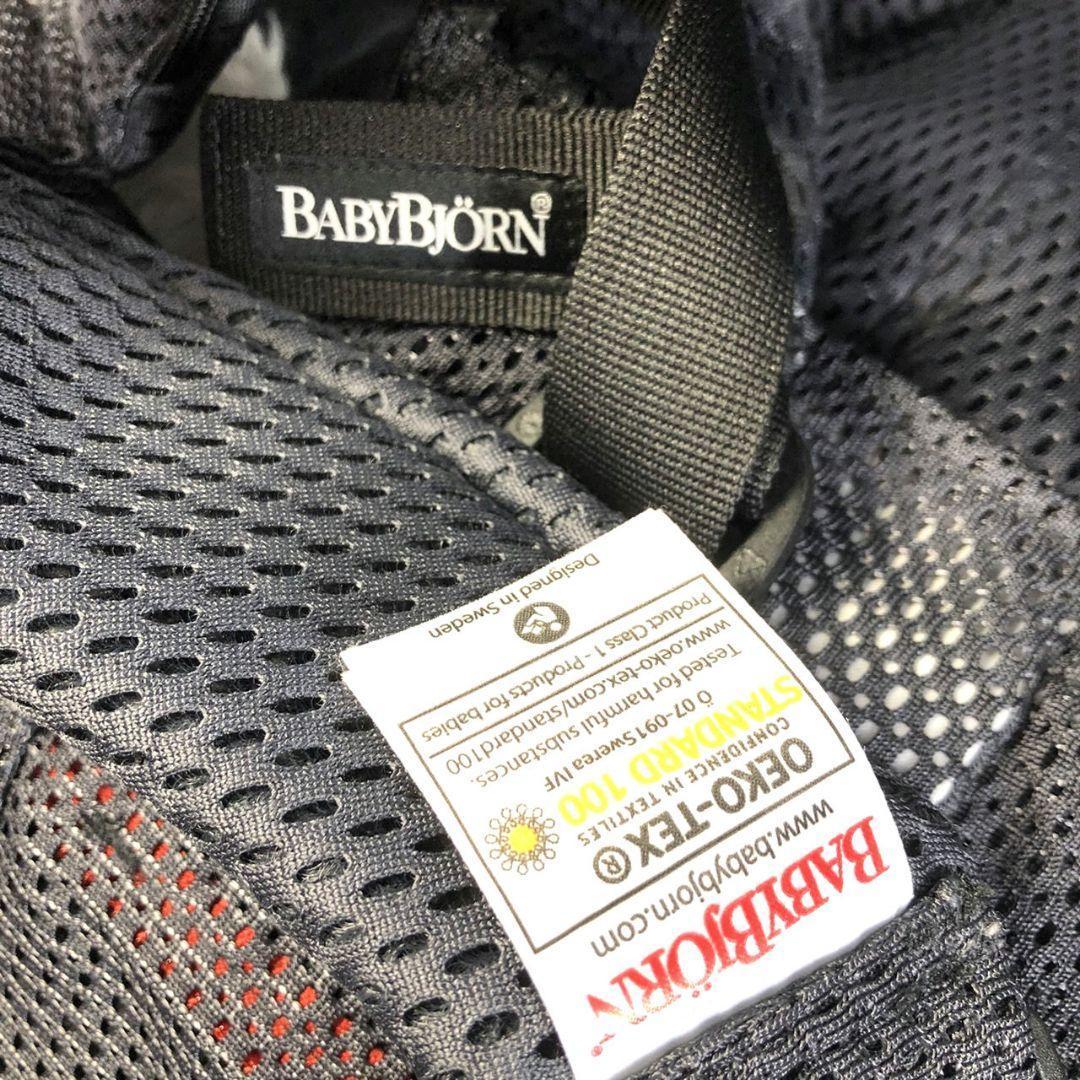 BABYBJÖRN®
BABYBJÖRN®
www.babybjorn.com
OEKO-TEX®
CONFIDENCE IN TEXTILES
STANDARD 100
Ö 07-091 Swerea IVF
Tested for harmful substances.
www.oeko-tex.com/standard100
Product Class 1 - Products for babies
Designed in Sweden